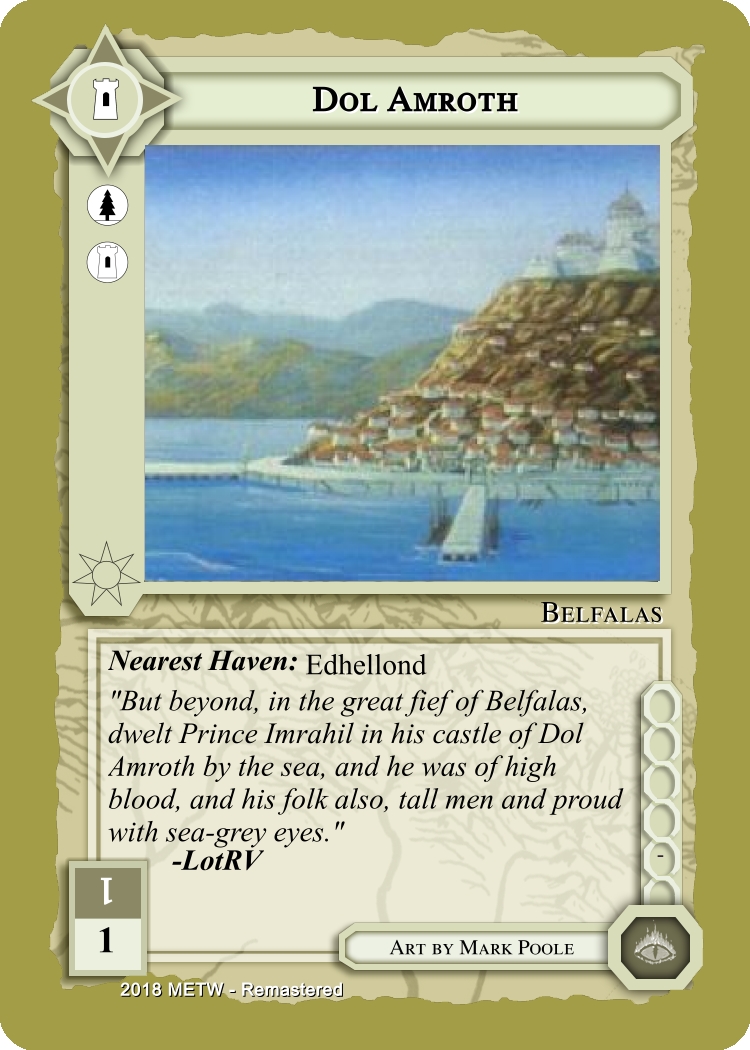 Dol Amroth
Belfalas
Nearest Haven: Edhellond
"But beyond, in the great fief of Belfalas,
dwelt Prince Imrahil in his castle of Dol
Amroth by the sea, and he was of high
blood, and his folk also, tall men and proud
with sea-grey eyes."
-LotRV
-
1
1
Art by Mark Poole
2018 METW - Remastered